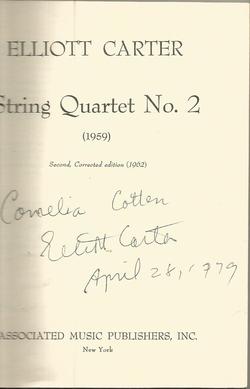 ELLIOTT CARTER
String Quartet No. 2
(1959)
Second, Corrected edition (1962)
Cornelia Cotten
Elliott Carter
April 28, 1979
ASSOCIATED MUSIC PUBLISHERS, INC.
New York